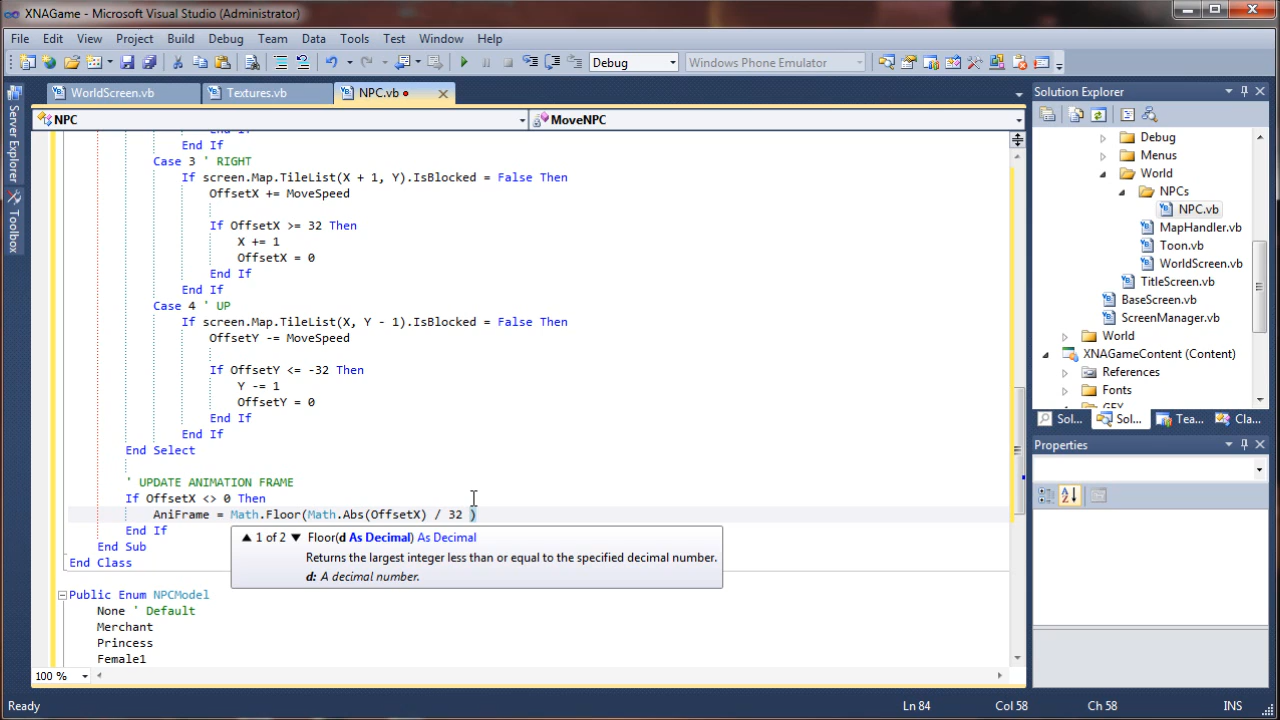 XNAGame - Microsoft Visual Studio (Administrator)
File Edit View Project Build Debug Team Data Tools Test Window Help
Debug Windows Phone Emulator
WorldScreen.vb Textures.vb NPC.vb
NPC MoveNPC
End If
Case 3 ' RIGHT
If screen.Map.TileList(X + 1, Y).IsBlocked = False Then
OffsetX += MoveSpeed
If OffsetX >= 32 Then
X += 1
OffsetX = 0
End If
End If
Case 4 ' UP
If screen.Map.TileList(X, Y - 1).IsBlocked = False Then
OffsetY -= MoveSpeed
If OffsetY <= -32 Then
Y -= 1
OffsetY = 0
End If
End If
End Select
' UPDATE ANIMATION FRAME
If OffsetX <> 0 Then
AniFrame = Math.Floor(Math.Abs(OffsetX) / 32 )
End If
End Sub
End Class
1 of 2 Floor(d As Decimal) As Decimal
Returns the largest integer less than or equal to the specified decimal number.
d: A decimal number.
Public Enum NPCModel
None ' Default
Merchant
Princess
Female1
100 %
Server Explorer
Toolbox
Solution Explorer
Debug
Menus
World
NPCs
NPC.vb
MapHandler.vb
Toon.vb
WorldScreen.vb
TitleScreen.vb
BaseScreen.vb
ScreenManager.vb
World
XNAGameContent (Content)
References
Fonts
Sol... Sol... Tea... Cla...
Properties
Ready Ln 84 Col 58 Ch 58 INS